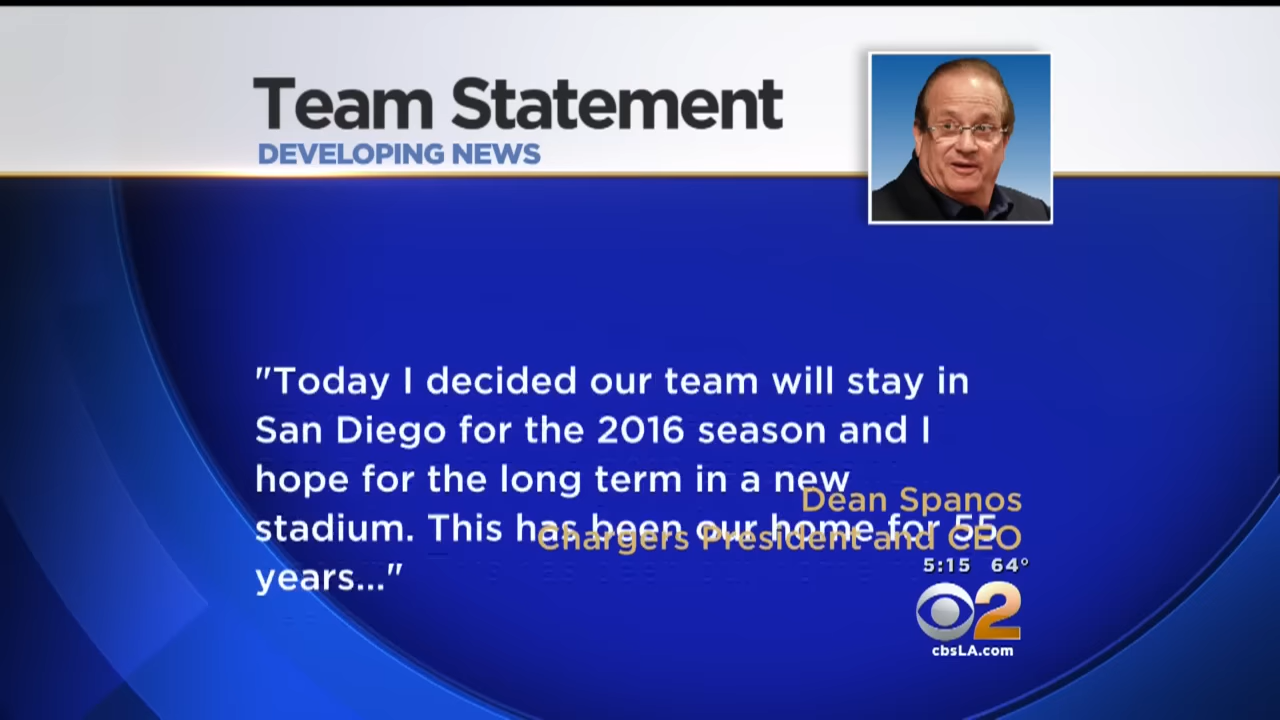 Team Statement
DEVELOPING NEWS
"Today I decided our team will stay in
San Diego for the 2016 season and I
hope for the long term in a new
Dean Spanos
stadium. This has been our home for 55
Chargers President and CEO
years..."
5:15 64°
2
cbsLA.com